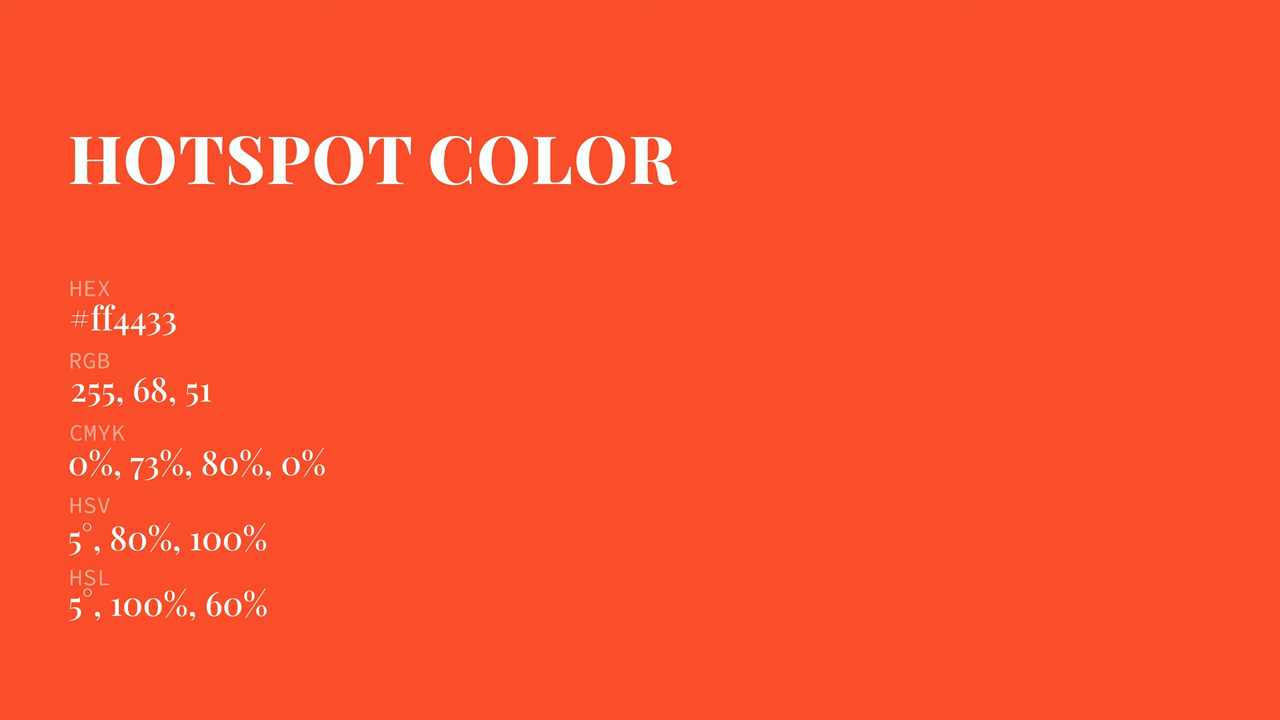 HOTSPOT COLOR
HEX
#ff4433
RGB
255, 68, 51
CMYK
0%, 73%, 80%, 0%
HSV
5°, 80%, 100%
HSL
5°, 100%, 60%